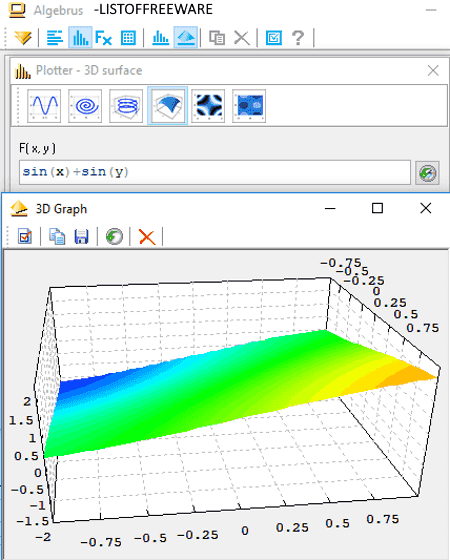 Algebrus -LISTOFFREEWARE
Fx
?
Plotter - 3D surface
F( x, y )
sin(x)+sin(y)
3D Graph
-0.75
-0.5
-0.25
0
0.25
0.5
0.75
2
1.5
1
0.5
0
-0.5
-1
-1.5
-2
-0.75 -0.5 -0.25 0 0.25 0.5 0.75